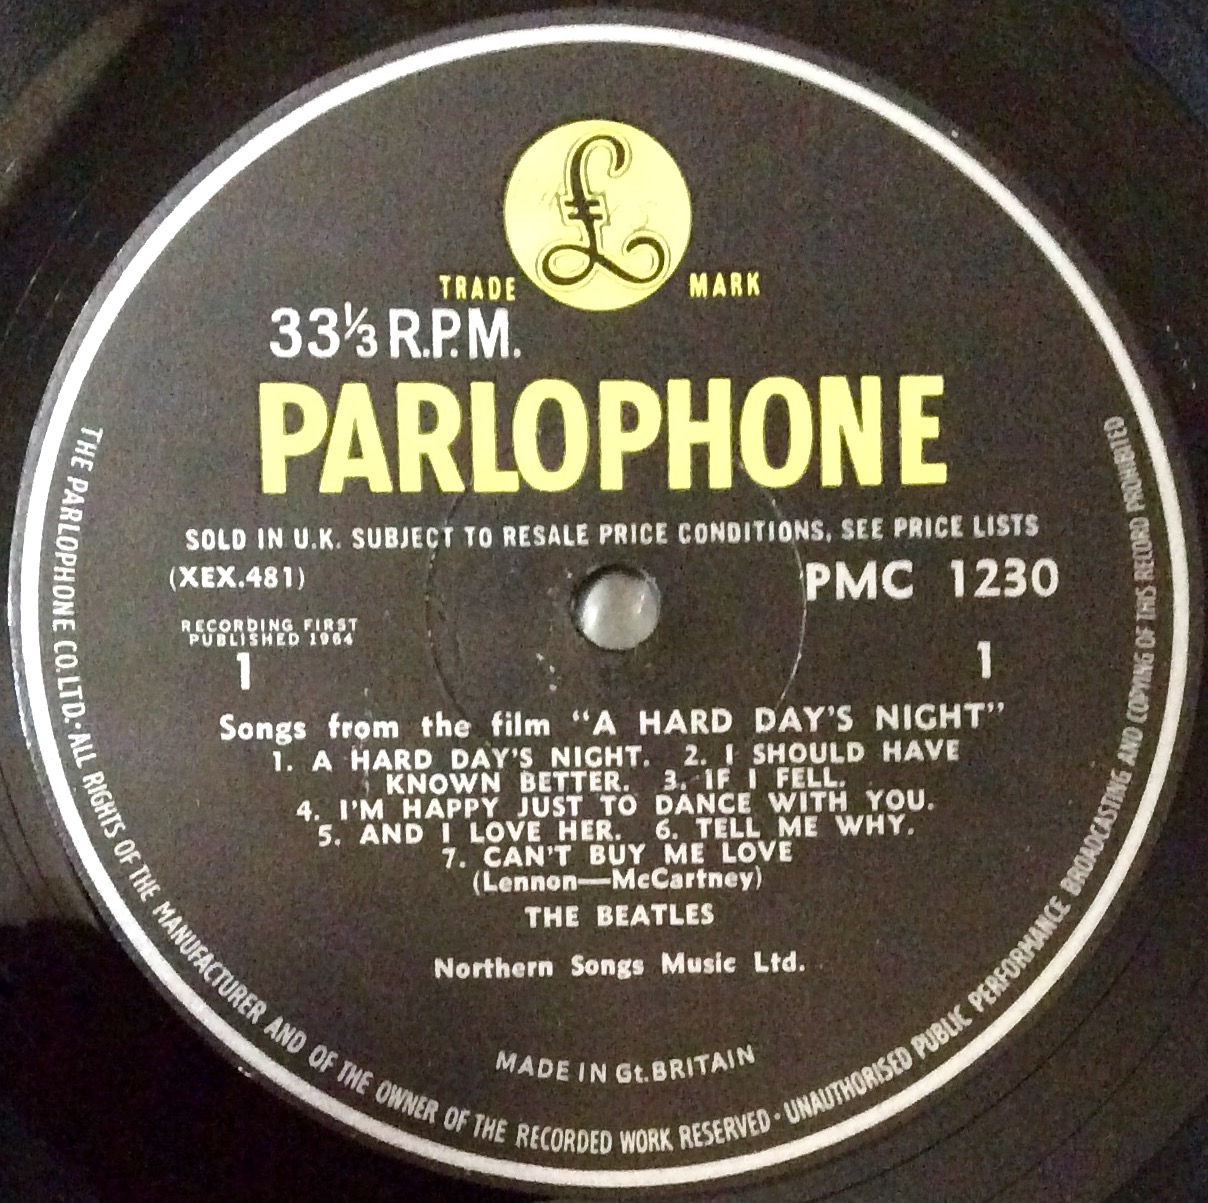 £
TRADE MARK
33⅓ R.P.M.
PARLOPHONE
SOLD IN U.K. SUBJECT TO RESALE PRICE CONDITIONS, SEE PRICE LISTS
(XEX.481)
PMC 1230
RECORDING FIRST
PUBLISHED 1964
1
1
Songs from the film “A HARD DAY'S NIGHT”
1. A HARD DAY'S NIGHT. 2. I SHOULD HAVE
KNOWN BETTER. 3. IF I FELL.
4. I'M HAPPY JUST TO DANCE WITH YOU.
5. AND I LOVE HER. 6. TELL ME WHY.
7. CAN'T BUY ME LOVE
(Lennon—McCartney)
THE BEATLES
Northern Songs Music Ltd.
MADE IN Gt. BRITAIN
THE PARLOPHONE CO. LTD. · ALL RIGHTS OF THE MANUFACTURER AND OF THE OWNER OF THE RECORDED WORK RESERVED · UNAUTHORISED PUBLIC PERFORMANCE BROADCASTING AND COPYING OF THIS RECORD PROHIBITED